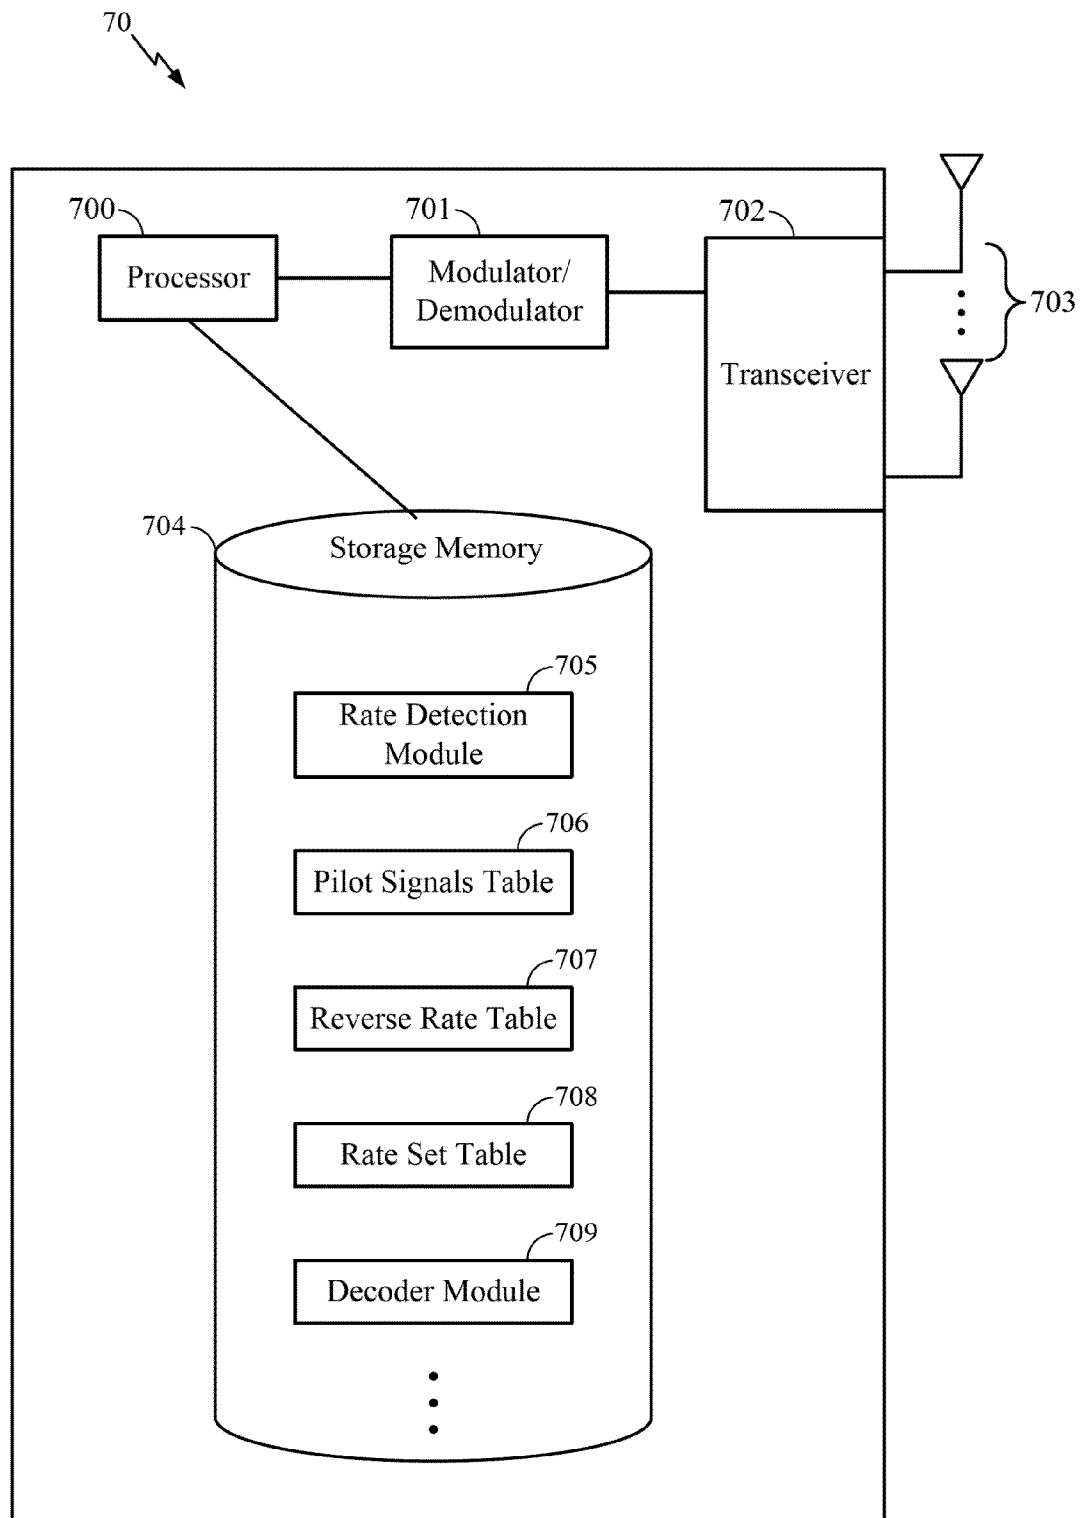 70
700
701
702
Processor
Modulator/
Demodulator
Transceiver
703
704
Storage Memory
705
Rate Detection
Module
706
Pilot Signals Table
707
Reverse Rate Table
708
Rate Set Table
709
Decoder Module